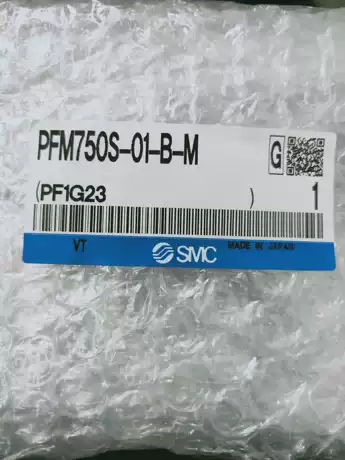 PFM750S-01-B-M
G
(PF1G23 ) 1
VT SMC MADE IN JAPAN